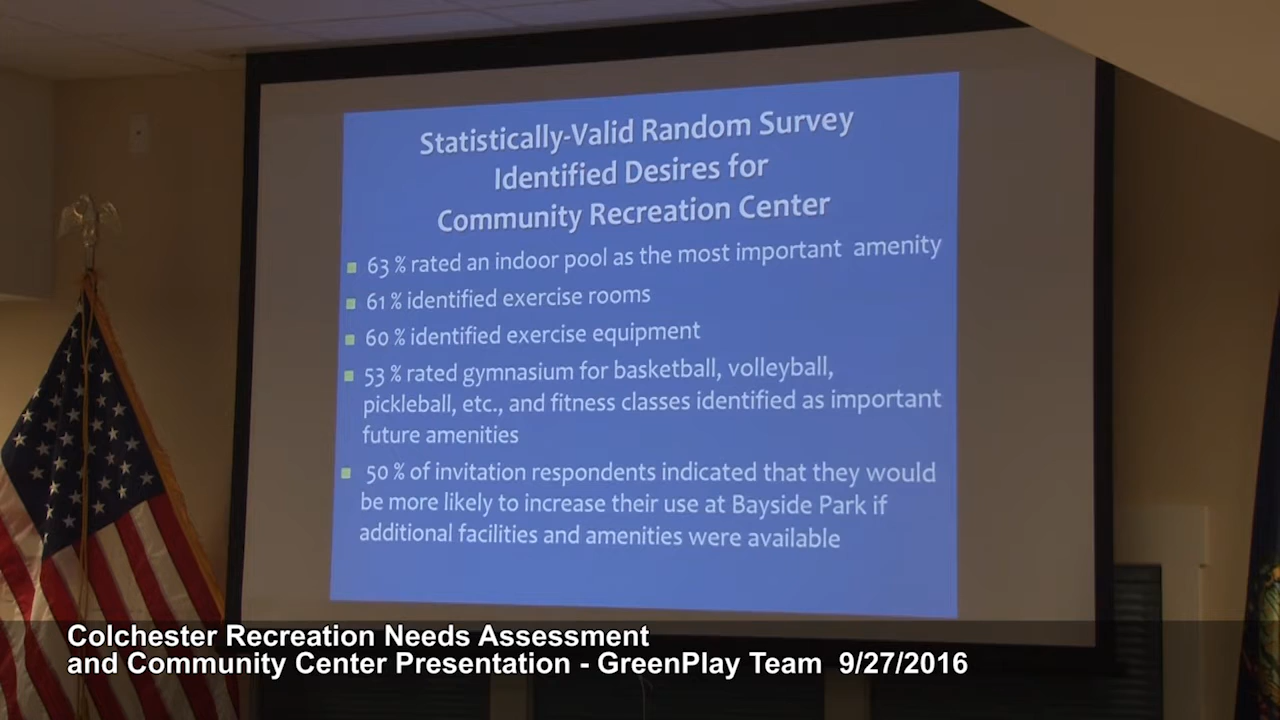 Statistically-Valid Random Survey
Identified Desires for
Community Recreation Center
63 % rated an indoor pool as the most important amenity
61 % identified exercise rooms
60 % identified exercise equipment
53 % rated gymnasium for basketball, volleyball,
pickleball, etc., and fitness classes identified as important
future amenities
50 % of invitation respondents indicated that they would
be more likely to increase their use at Bayside Park if
additional facilities and amenities were available
Colchester Recreation Needs Assessment
and Community Center Presentation - GreenPlay Team 9/27/2016